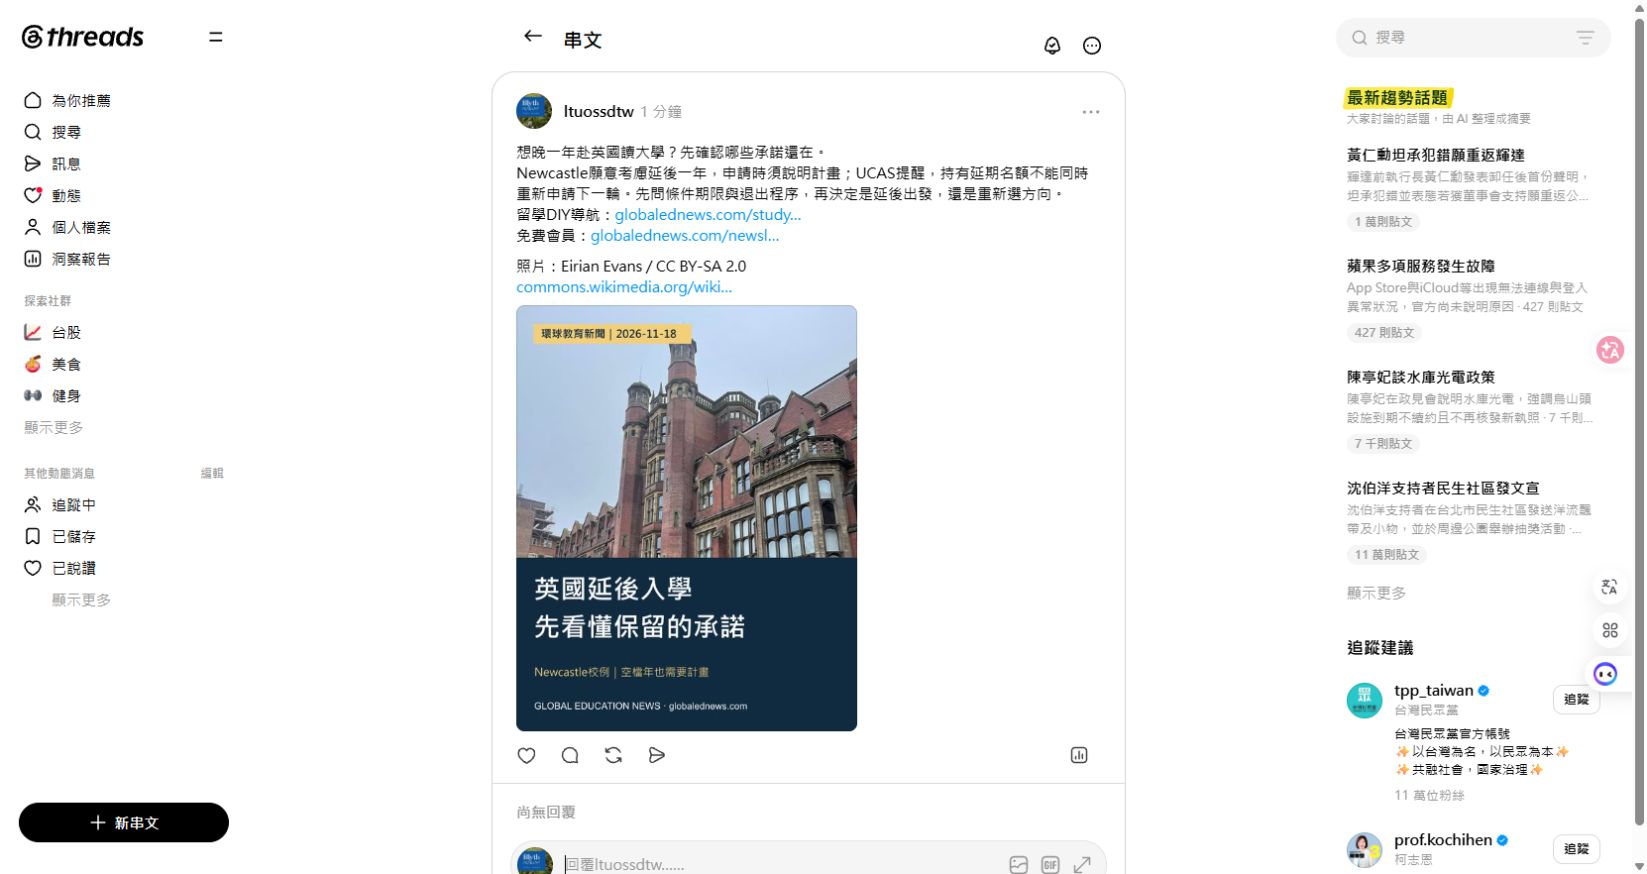 threads
串文
搜尋
為你推薦
搜尋
訊息
動態
個人檔案
洞察報告
探索社群
台股
美食
健身
顯示更多
其他動態消息
編輯
追蹤中
已儲存
已說讚
顯示更多
新串文
ltuossdtw 1 分鐘
想晚一年赴英國讀大學？先確認哪些承諾還在。
Newcastle願意考慮延後一年，申請時須說明計畫；UCAS提醒，持有延期名額不能同時
重新申請下一輪。先問條件期限與退出程序，再決定是延後出發，還是重新選方向。
留學DIY導航：globalednews.com/study...
免費會員：globalednews.com/newsl...
照片：Eirian Evans / CC BY-SA 2.0
commons.wikimedia.org/wiki...
環球教育新聞｜2026-11-18
英國延後入學
先看懂保留的承諾
Newcastle校例｜空檔年也需要計畫
GLOBAL EDUCATION NEWS · globalednews.com
尚無回覆
回覆ltuossdtw......
GIF
最新趨勢話題
大家討論的話題，由 AI 整理成摘要
黃仁勳坦承犯錯願重返輝達
輝達前執行長黃仁勳發表卸任後首份聲明，
坦承犯錯並表態若獲董事會支持願重返公...
1 萬則貼文
蘋果多項服務發生故障
App Store與iCloud等出現無法連線與登入
異常狀況，官方尚未說明原因 · 427 則貼文
427 則貼文
陳亭妃談水庫光電政策
陳亭妃在政見會說明水庫光電，強調烏山頭
設施到期不續約且不再核發新執照 · 7 千則...
7 千則貼文
沈伯洋支持者民生社區發文宣
沈伯洋支持者在台北市民生社區發送洋流飄
帶及小物，並於周邊公園舉辦抽獎活動 ·...
11 萬則貼文
顯示更多
追蹤建議
tpp_taiwan
台灣民眾黨
追蹤
台灣民眾黨官方帳號
✨以台灣為名，以民眾為本✨
✨共融社會，國家治理✨
11 萬位粉絲
prof.kochihen
柯志恩
追蹤